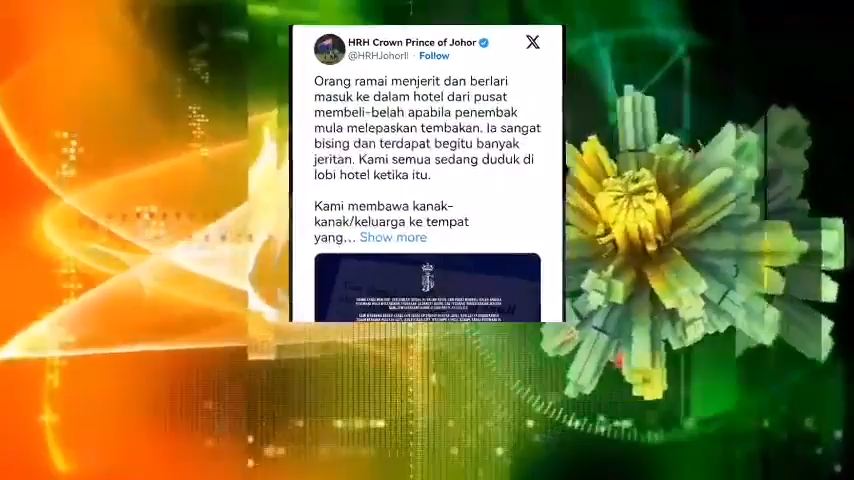 HRH Crown Prince of Johor
@HRHJohorII · Follow
Orang ramai menjerit dan berlari
masuk ke dalam hotel dari pusat
membeli-belah apabila penembak
mula melepaskan tembakan. Ia sangat
bising dan terdapat begitu banyak
jeritan. Kami semua sedang duduk di
lobi hotel ketika itu.
Kami membawa kanak-
kanak/keluarga ke tempat
yang... Show more